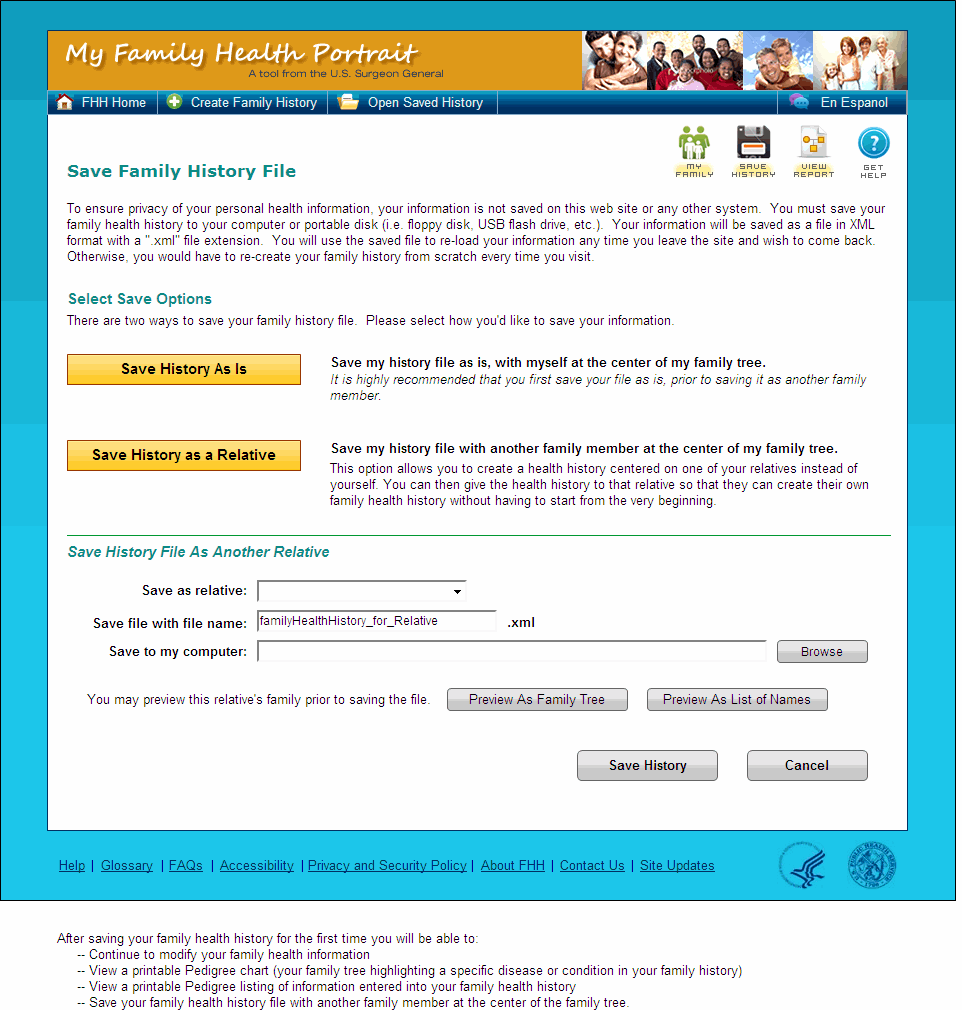 My Family Health Portrait
A tool from the U.S. Surgeon General
FHH Home
Create Family History
Open Saved History
En Espanol
MY FAMILY
SAVE HISTORY
VIEW REPORT
GET HELP
Save Family History File
To ensure privacy of your personal health information, your information is not saved on this web site or any other system. You must save your
family health history to your computer or portable disk (i.e. floppy disk, USB flash drive, etc.). Your information will be saved as a file in XML
format with a ".xml" file extension. You will use the saved file to re-load your information any time you leave the site and wish to come back.
Otherwise, you would have to re-create your family history from scratch every time you visit.
Select Save Options
There are two ways to save your family history file. Please select how you'd like to save your information.
Save History As Is
Save my history file as is, with myself at the center of my family tree.
It is highly recommended that you first save your file as is, prior to saving it as another family
member.
Save History as a Relative
Save my history file with another family member at the center of my family tree.
This option allows you to create a health history centered on one of your relatives instead of
yourself. You can then give the health history to that relative so that they can create their own
family health history without having to start from the very beginning.
Save History File As Another Relative
Save as relative:
Save file with file name: familyHealthHistory_for_Relative .xml
Save to my computer: Browse
You may preview this relative's family prior to saving the file. Preview As Family Tree Preview As List of Names
Save History Cancel
Help | Glossary | FAQs | Accessibility | Privacy and Security Policy | About FHH | Contact Us | Site Updates
After saving your family health history for the first time you will be able to:
-- Continue to modify your family health information
-- View a printable Pedigree chart (your family tree highlighting a specific disease or condition in your family history)
-- View a printable Pedigree listing of information entered into your family health history
-- Save your family health history file with another family member at the center of the family tree.